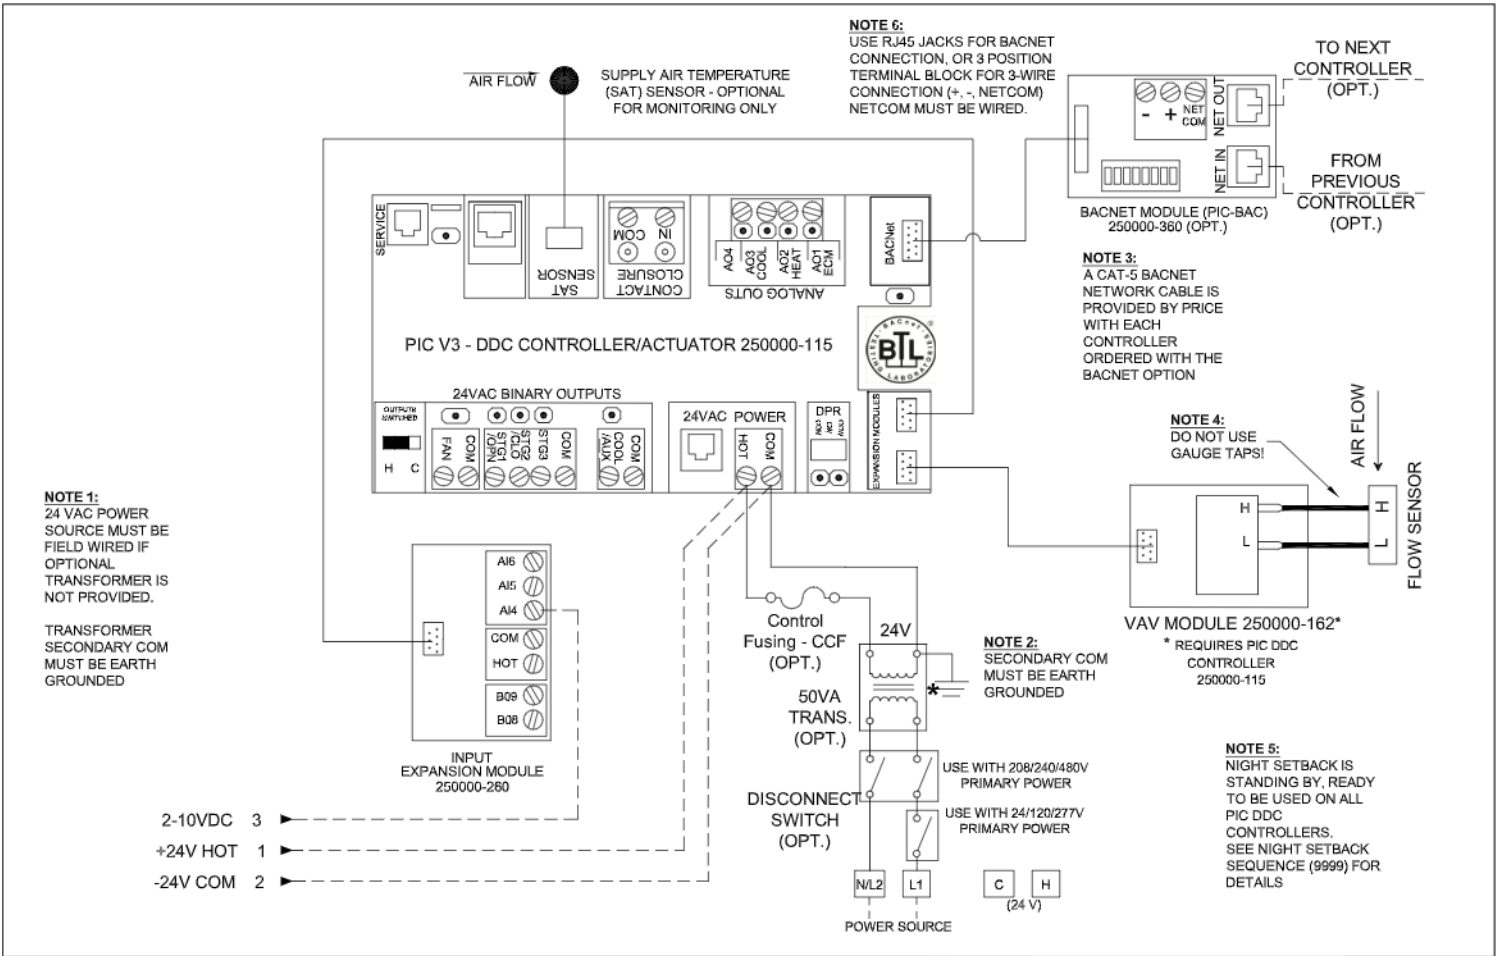 NOTE 6:
USE RJ45 JACKS FOR BACNET
CONNECTION, OR 3 POSITION
TERMINAL BLOCK FOR 3-WIRE
CONNECTION (+, -, NETCOM)
NETCOM MUST BE WIRED.
AIR FLOW
SUPPLY AIR TEMPERATURE
(SAT) SENSOR - OPTIONAL
FOR MONITORING ONLY
TO NEXT
CONTROLLER
(OPT.)
NET OUT
- + NET
COM
NET IN
FROM
PREVIOUS
CONTROLLER
(OPT.)
BACNET MODULE (PIC-BAC)
250000-360 (OPT.)
SERVICE
SAT
SENSOR
IN
COM
CONTACT
CLOSURE
AO4
AO3
COOL
AO2
HEAT
AO1
ECM
ANALOG OUTS
BACNet
NOTE 3:
A CAT-5 BACNET
NETWORK CABLE IS
PROVIDED BY PRICE
WITH EACH
CONTROLLER
ORDERED WITH THE
BACNET OPTION
PIC V3 - DDC CONTROLLER/ACTUATOR 250000-115
BACnet
BTL
®
TESTING LABORATORIES
24VAC BINARY OUTPUTS
OUTPUTS
SWITCHED
H C
FAN
COM
STG1
/OPN
STG2
/CLO
STG3
COM
COOL
/AUX
COM
24VAC POWER
HOT
COM
DPR
CW
EXPANSION MODULES
NOTE 4:
DO NOT USE
GAUGE TAPS!
AIR FLOW
H
L
H
L
FLOW SENSOR
VAV MODULE 250000-162*
* REQUIRES PIC DDC
CONTROLLER
250000-115
NOTE 1:
24 VAC POWER
SOURCE MUST BE
FIELD WIRED IF
OPTIONAL
TRANSFORMER IS
NOT PROVIDED.
TRANSFORMER
SECONDARY COM
MUST BE EARTH
GROUNDED
AI6
AI5
AI4
COM
HOT
B09
B08
INPUT
EXPANSION MODULE
250000-260
Control
Fusing - CCF
(OPT.)
24V
NOTE 2:
SECONDARY COM
MUST BE EARTH
GROUNDED
*
50VA
TRANS.
(OPT.)
USE WITH 208/240/480V
PRIMARY POWER
DISCONNECT
SWITCH
(OPT.)
USE WITH 24/120/277V
PRIMARY POWER
NOTE 5:
NIGHT SETBACK IS
STANDING BY, READY
TO BE USED ON ALL
PIC DDC
CONTROLLERS.
SEE NIGHT SETBACK
SEQUENCE (9999) FOR
DETAILS
2-10VDC 3
+24V HOT 1
-24V COM 2
N/L2
L1
C
H
(24 V)
POWER SOURCE